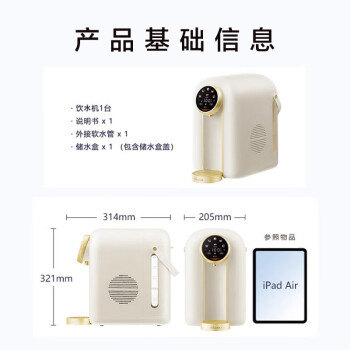 产品基础信息
饮水机1台
说明书 x 1
外接软水管 x 1
储水盒 x 1 （包含储水盒盖）
314mm
205mm
参照物品
321mm
iPad Air